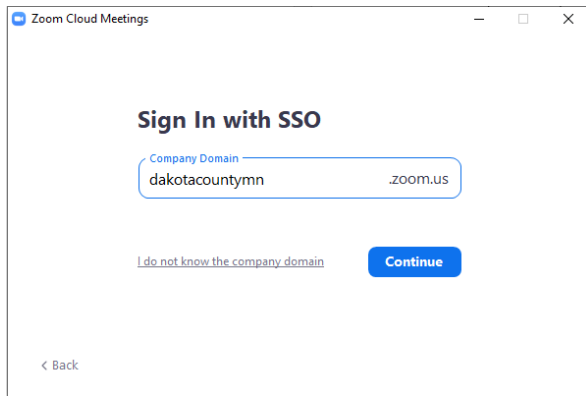 Zoom Cloud Meetings
Sign In with SSO
Company Domain
dakotacountymn .zoom.us
I do not know the company domain Continue
< Back